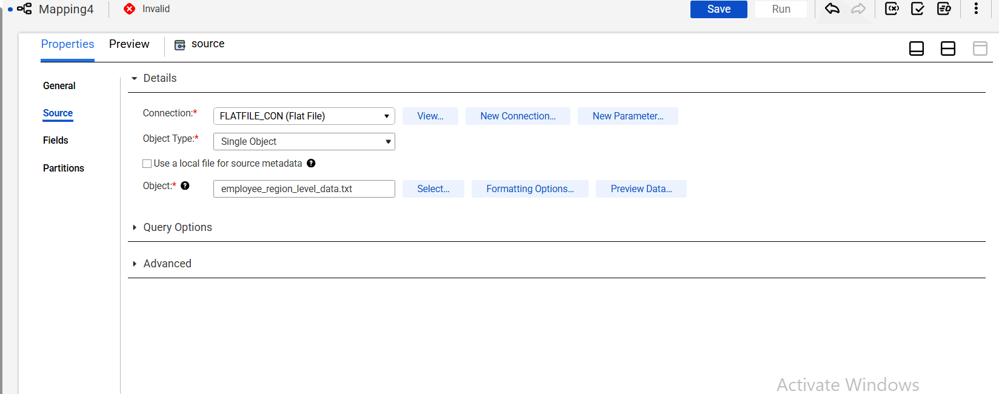 Mapping4 Invalid Save Run
Properties Preview source
General
Source
Fields
Partitions
Details
Connection:* FLATFILE_CON (Flat File) View... New Connection... New Parameter...
Object Type:* Single Object
Use a local file for source metadata ?
Object:* ? employee_region_level_data.txt Select... Formatting Options... Preview Data...
Query Options
Advanced
Activate Windows